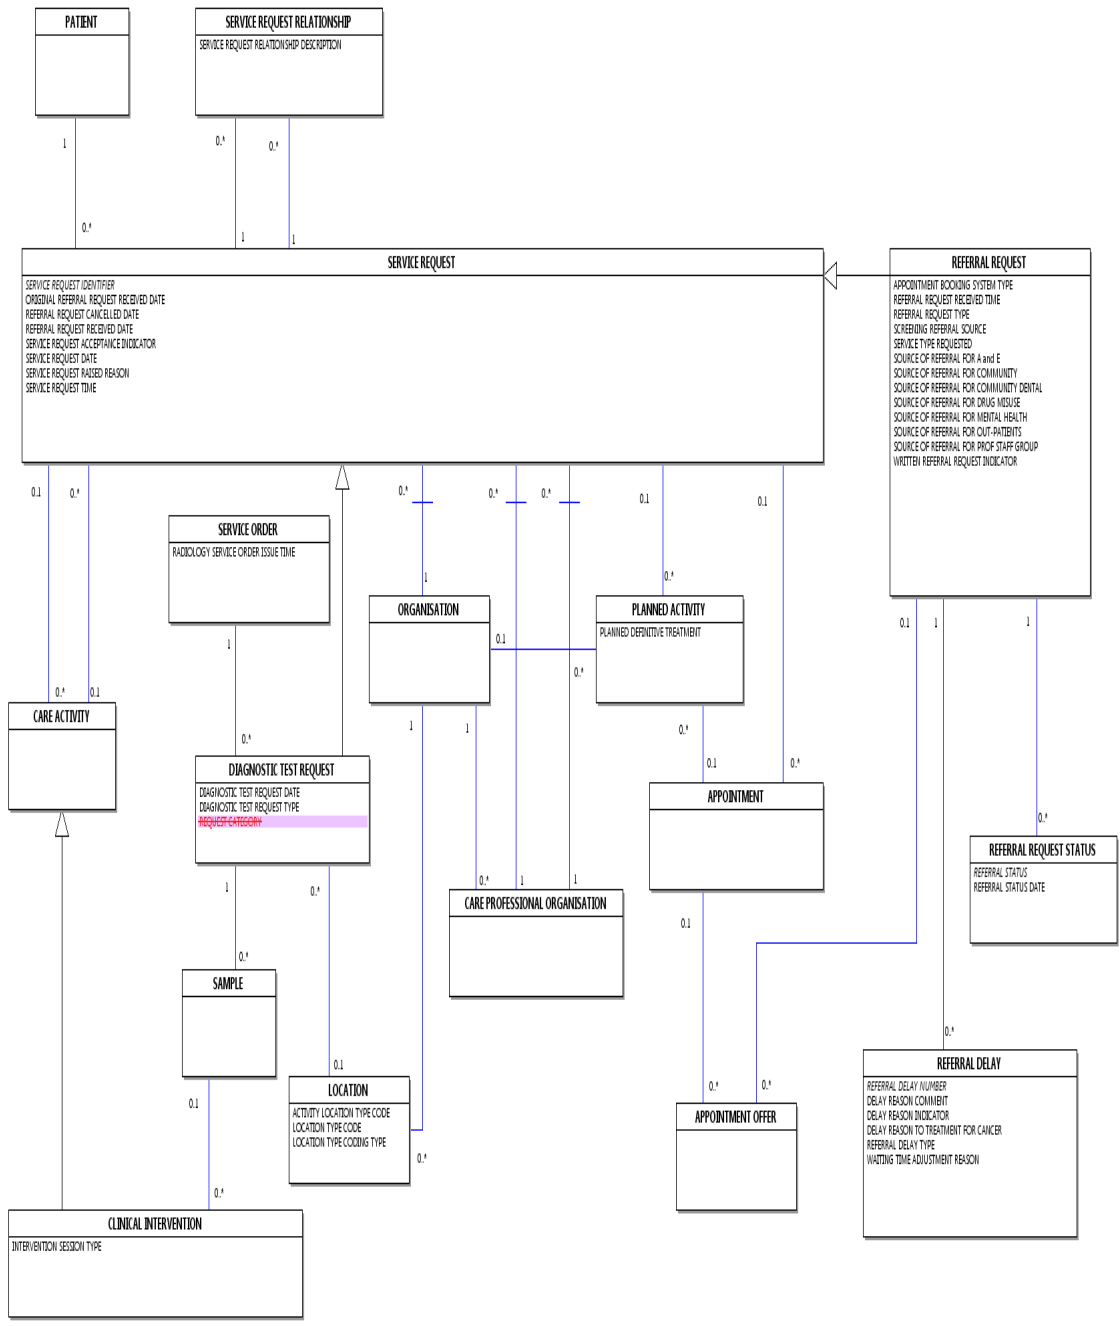 PATIENT
SERVICE REQUEST RELATIONSHIP
SERVICE REQUEST RELATIONSHIP DESCRIPTION
1
0..*
0..*
0..*
1
1
SERVICE REQUEST
SERVICE REQUEST IDENTIFIER
ORIGINAL REFERRAL REQUEST RECEIVED DATE
REFERRAL REQUEST CANCELLED DATE
REFERRAL REQUEST RECEIVED DATE
SERVICE REQUEST ACCEPTANCE INDICATOR
SERVICE REQUEST DATE
SERVICE REQUEST RAISED REASON
SERVICE REQUEST TIME
REFERRAL REQUEST
APPOINTMENT BOOKING SYSTEM TYPE
REFERRAL REQUEST RECEIVED TIME
REFERRAL REQUEST TYPE
SCREENING REFERRAL SOURCE
SERVICE TYPE REQUESTED
SOURCE OF REFERRAL FOR A and E
SOURCE OF REFERRAL FOR COMMUNITY
SOURCE OF REFERRAL FOR COMMUNITY DENTAL
SOURCE OF REFERRAL FOR DRUG MISUSE
SOURCE OF REFERRAL FOR MENTAL HEALTH
SOURCE OF REFERRAL FOR OUT-PATIENTS
SOURCE OF REFERRAL FOR PROF STAFF GROUP
WRITTEN REFERRAL REQUEST INDICATOR
0..1
0..*
0..*
0..*
0..*
0..1
0..1
SERVICE ORDER
RADIOLOGY SERVICE ORDER ISSUE TIME
1
0..*
ORGANISATION
PLANNED ACTIVITY
PLANNED DEFINITIVE TREATMENT
0..1
1
1
1
0..1
0..*
0..*
0..1
CARE ACTIVITY
1
1
0..*
0..1
0..*
0..*
DIAGNOSTIC TEST REQUEST
DIAGNOSTIC TEST REQUEST DATE
DIAGNOSTIC TEST REQUEST TYPE
REQUEST CATEGORY
APPOINTMENT
0..*
REFERRAL REQUEST STATUS
REFERRAL STATUS
REFERRAL STATUS DATE
1
0..*
0..*
1
1
CARE PROFESSIONAL ORGANISATION
0..1
0..*
SAMPLE
0..*
0..1
LOCATION
ACTIVITY LOCATION TYPE CODE
LOCATION TYPE CODE
LOCATION TYPE CODING TYPE
REFERRAL DELAY
REFERRAL DELAY NUMBER
DELAY REASON COMMENT
DELAY REASON INDICATOR
DELAY REASON TO TREATMENT FOR CANCER
REFERRAL DELAY TYPE
WAITING TIME ADJUSTMENT REASON
0..1
0..*
0..*
APPOINTMENT OFFER
0..*
0..*
CLINICAL INTERVENTION
INTERVENTION SESSION TYPE